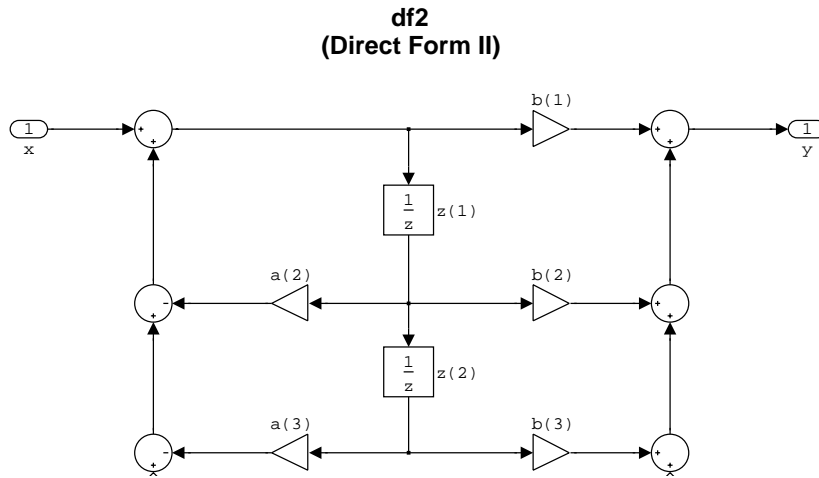 df2
(Direct Form II)
b(1)
1
x
+
+
+
+
1
y
1
z
z(1)
a(2)
b(2)
-
+
+
+
1
z
z(2)
a(3)
b(3)
-
+
+
+